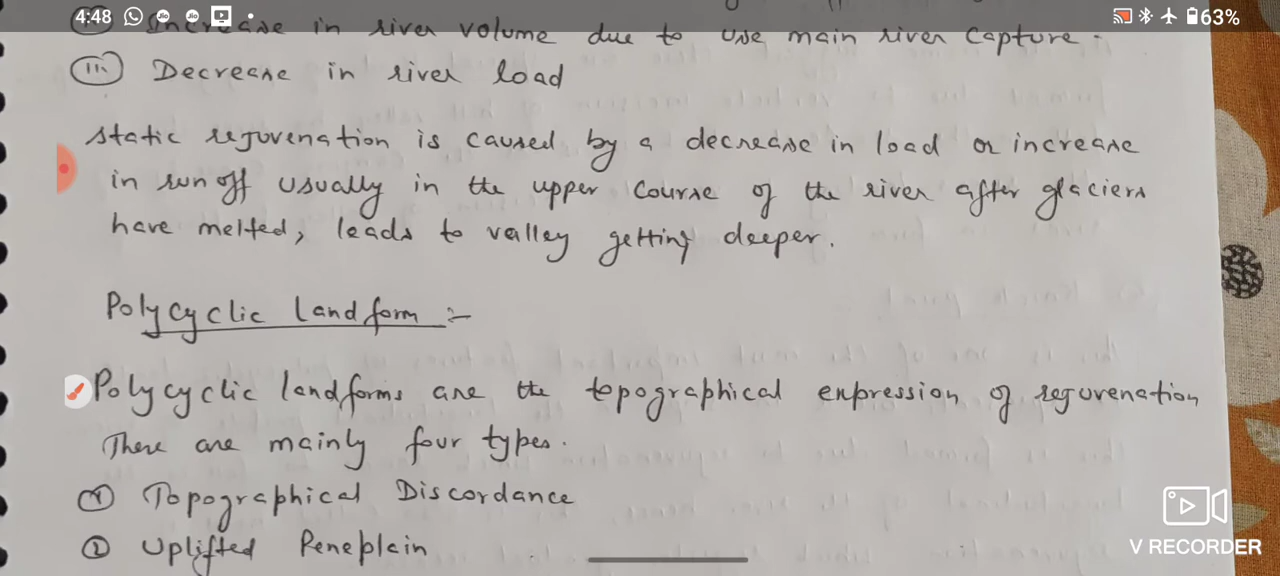 4:48 63%
(ii) Increase in river volume due to use main river capture.
(iii) Decrease in river load
Static rejuvenation is caused by a decrease in load or increase
in run off usually in the upper course of the river after glaciers
have melted, leads to valley getting deeper.
Polycyclic landform :-
Polycyclic landforms are the topographical expression of rejuvenation
There are mainly four types.
① Topographical Discordance
② Uplifted Peneplain
V RECORDER